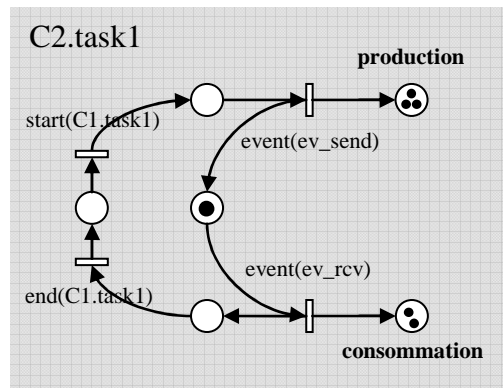 C2.task1
production
start(C1.task1)
event(ev_send)
event(ev_rcv)
end(C1.task1)
consommation